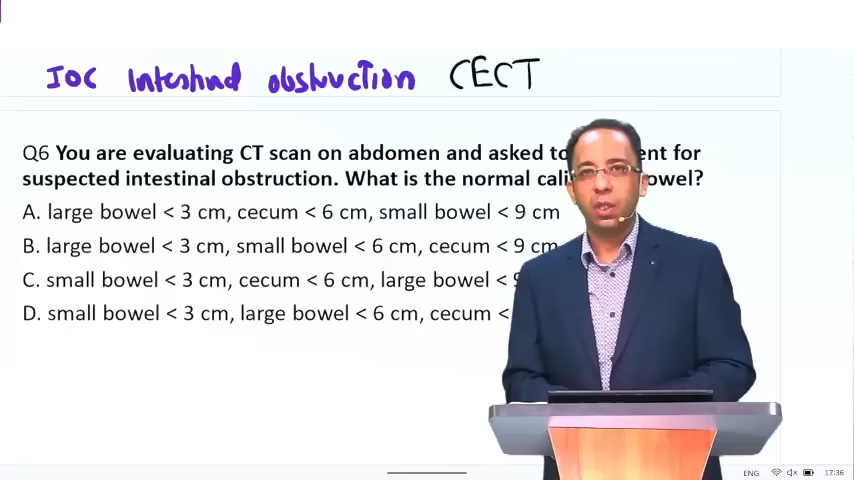 IOC Intestinal obstruction CECT
Q6 You are evaluating CT scan on abdomen and asked to ent for
suspected intestinal obstruction. What is the normal cali owel?
A. large bowel < 3 cm, cecum < 6 cm, small bowel < 9 cm
B. large bowel < 3 cm, small bowel < 6 cm, cecum < 9 cm
C. small bowel < 3 cm, cecum < 6 cm, large bowel <
D. small bowel < 3 cm, large bowel < 6 cm, cecum <
ENG 17:36